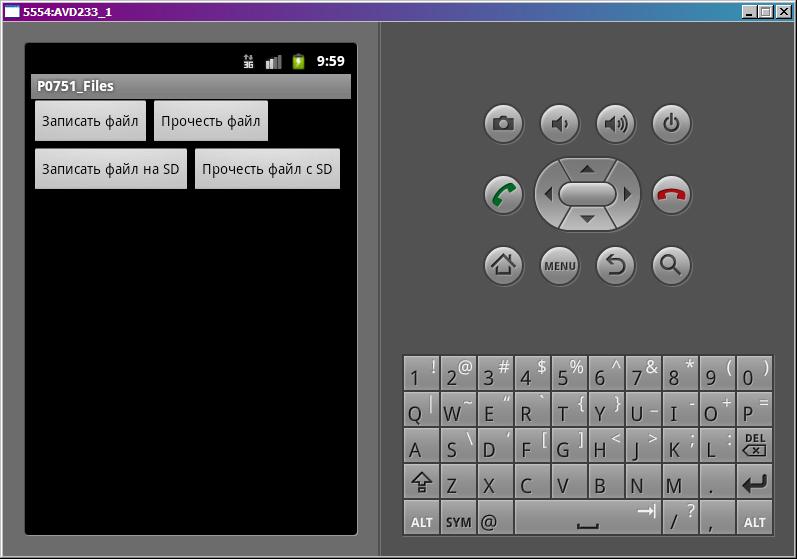 5554:AVD233_1
3G 9:59
P0751_Files
Записать файл Прочесть файл
Записать файл на SD Прочесть файл с SD
MENU
1 ! 2 @ 3 # 4 $ 5 % 6 ^ 7 & 8 * 9 ( 0 )
Q | W ~ E “ R ` T { Y } U _ I - O + P =
A S \ D ‘ F [ G ] H < J > K ; L : DEL
Z X C V B N M .
ALT SYM @ / ? , ALT